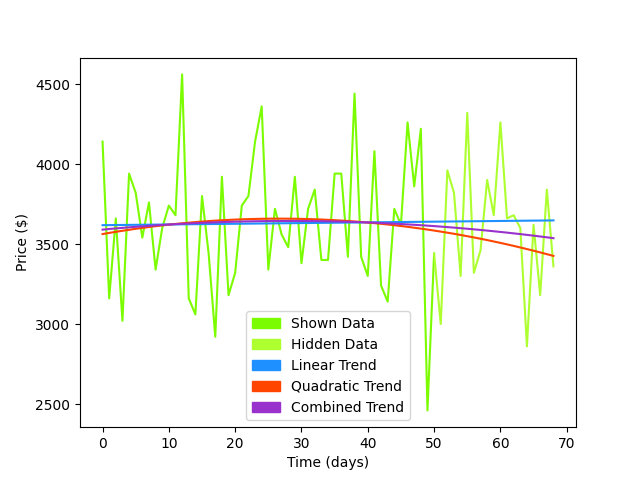 4500
4000
3500
3000
2500
Price ($)
0 10 20 30 40 50 60 70
Time (days)
Shown Data
Hidden Data
Linear Trend
Quadratic Trend
Combined Trend